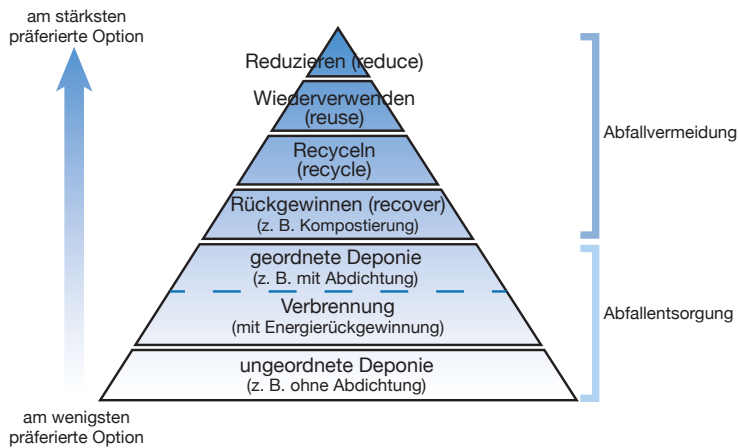 am stärksten
präferierte Option
Reduzieren (reduce)
Wiederverwenden
(reuse)
Recyceln
(recycle)
Rückgewinnen (recover)
(z. B. Kompostierung)
geordnete Deponie
(z. B. mit Abdichtung)
Verbrennung
(mit Energierückgewinnung)
ungeordnete Deponie
(z. B. ohne Abdichtung)
am wenigsten
präferierte Option
Abfallvermeidung
Abfallentsorgung